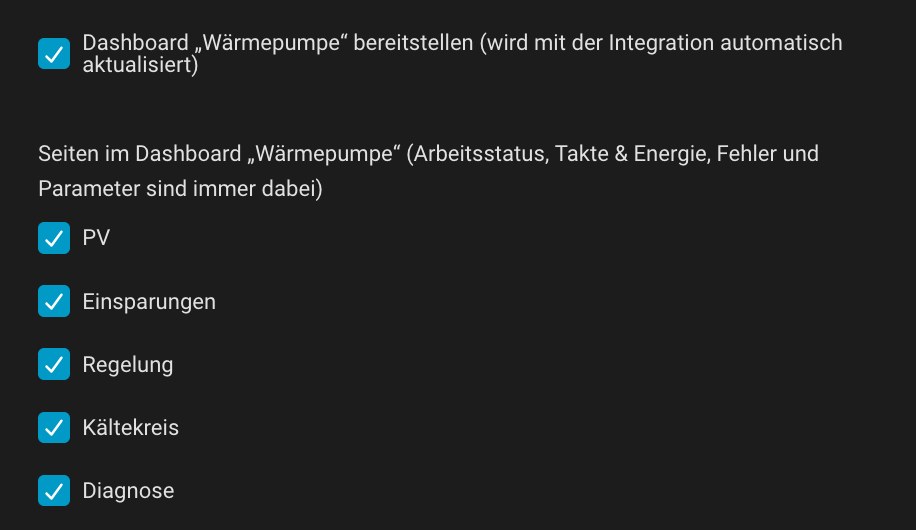 Dashboard „Wärmepumpe“ bereitstellen (wird mit der Integration automatisch
aktualisiert)
Seiten im Dashboard „Wärmepumpe“ (Arbeitsstatus, Takte & Energie, Fehler und
Parameter sind immer dabei)
PV
Einsparungen
Regelung
Kältekreis
Diagnose